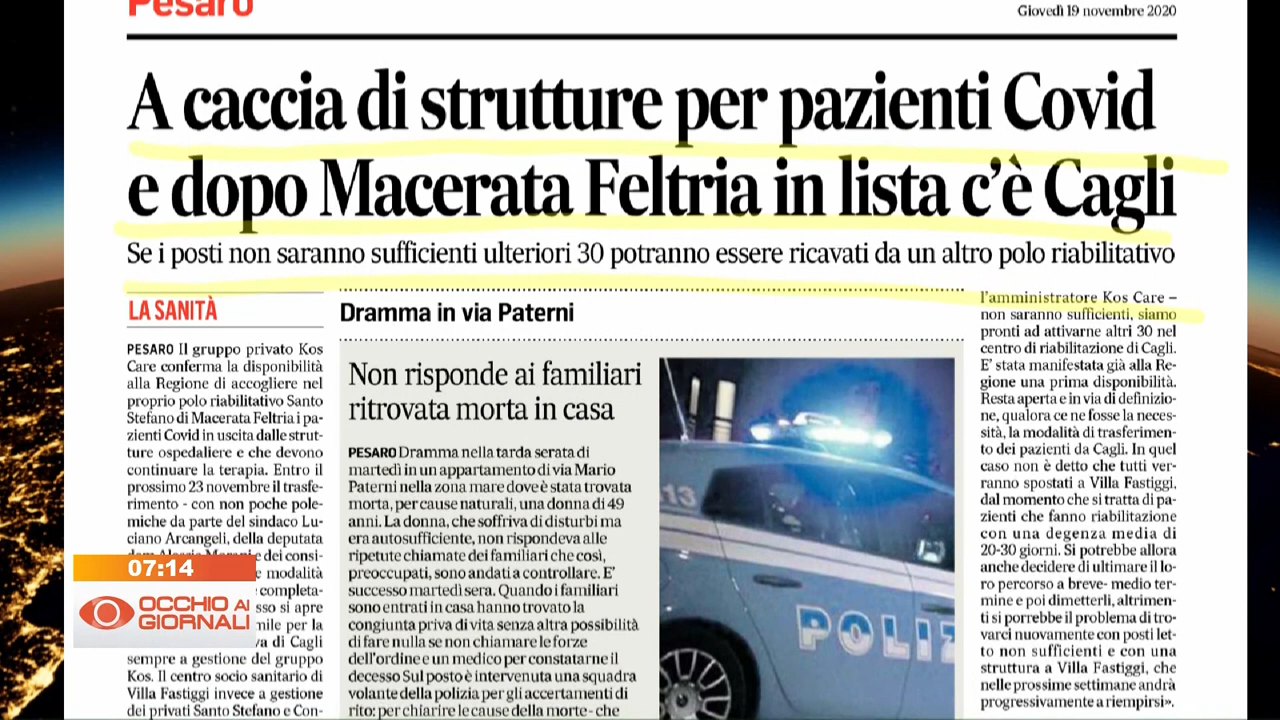 Pesaro
Giovedì 19 novembre 2020
A caccia di strutture per pazienti Covid
e dopo Macerata Feltria in lista c'è Cagli
Se i posti non saranno sufficienti ulteriori 30 potranno essere ricavati da un altro polo riabilitativo
LA SANITÀ
PESARO Il gruppo privato Kos
Care conferma la disponibilità
alla Regione di accogliere nel
proprio polo riabilitativo Santo
Stefano di Macerata Feltria i pa-
zienti Covid in uscita dalle strut-
ture ospedaliere e che devono
continuare la terapia. Entro il
prossimo 23 novembre il trasfe-
rimento - con non poche pole-
miche da parte del sindaco Lu-
ciano Arcangeli, della deputata
dei consi-
modalità
completa-
sso si apre
mile per la
va di Cagli
sempre a gestione del gruppo
Kos. Il centro socio sanitario di
Villa Fastiggi invece a gestione
dei privati Santo Stefano e Con-
Dramma in via Paterni
Non risponde ai familiari
ritrovata morta in casa
PESARO Dramma nella tarda serata di
martedì in un appartamento di via Mario
Paterni nella zona mare dove è stata trovata
morta, per cause naturali, una donna di 49
anni. La donna, che soffriva di disturbi ma
era autosufficiente, non rispondeva alle
ripetute chiamate dei familiari che così,
preoccupati, sono andati a controllare. E'
successo martedì sera. Quando i familiari
sono entrati in casa hanno trovato la
congiunta priva di vita senza altra possibilità
di fare nulla se non chiamare le forze
dell'ordine e un medico per constatarne il
decesso Sul posto è intervenuta una squadra
volante della polizia per gli accertamenti di
rito: per chiarire le cause della morte - che
13
POLIZ
l'amministratore Kos Care –
non saranno sufficienti, siamo
pronti ad attivarne altri 30 nel
centro di riabilitazione di Cagli.
E' stata manifestata già alla Re-
gione una prima disponibilità.
Resta aperta e in via di definizio-
ne, qualora ce ne fosse la neces-
sità, la modalità di trasferimen-
to dei pazienti da Cagli. In quel
caso non è detto che tutti ver-
ranno spostati a Villa Fastiggi,
dal momento che si tratta di pa-
zienti che fanno riabilitazione
con una degenza media di
20-30 giorni. Si potrebbe allora
anche decidere di ultimare il lo-
ro percorso a breve- medio ter-
mine e poi dimetterli, altrimen-
ti si porrebbe il problema di tro-
varci nuovamente con posti let-
to non sufficienti e con una
struttura a Villa Fastiggi, che
nelle prossime settimane andrà
progressivamente a riempirsi».
07:14
OCCHIO AI
GIORNALI